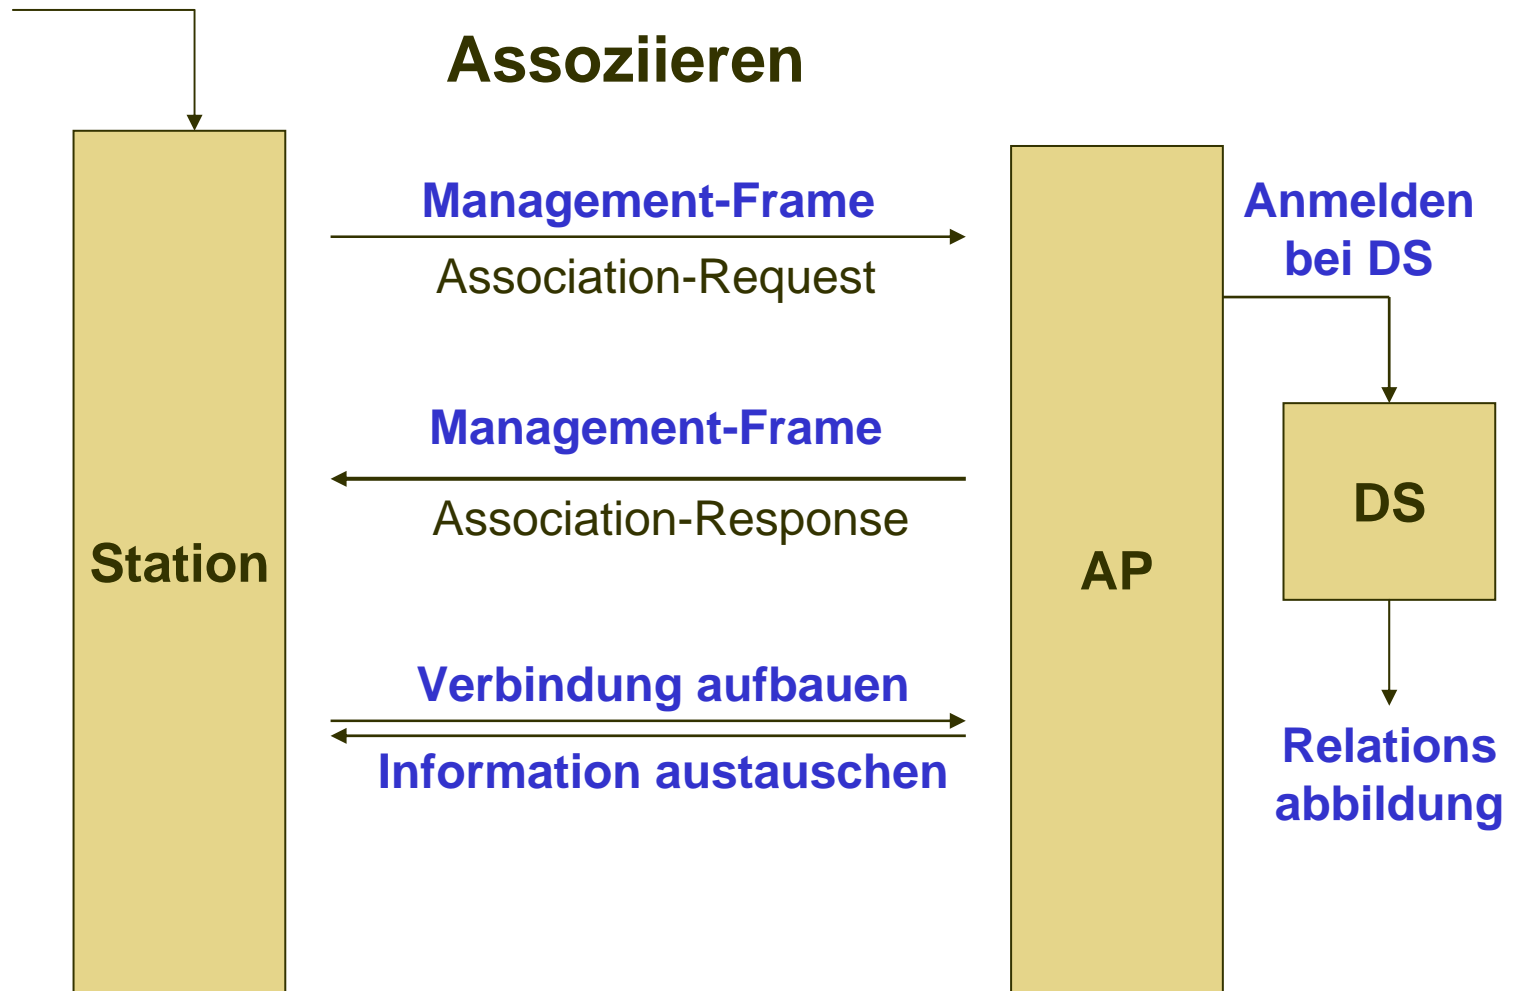 Assoziieren
Management-Frame
Association-Request
Anmelden
bei DS
Management-Frame
Association-Response
DS
Station
AP
Verbindung aufbauen
Information austauschen
Relations
abbildung